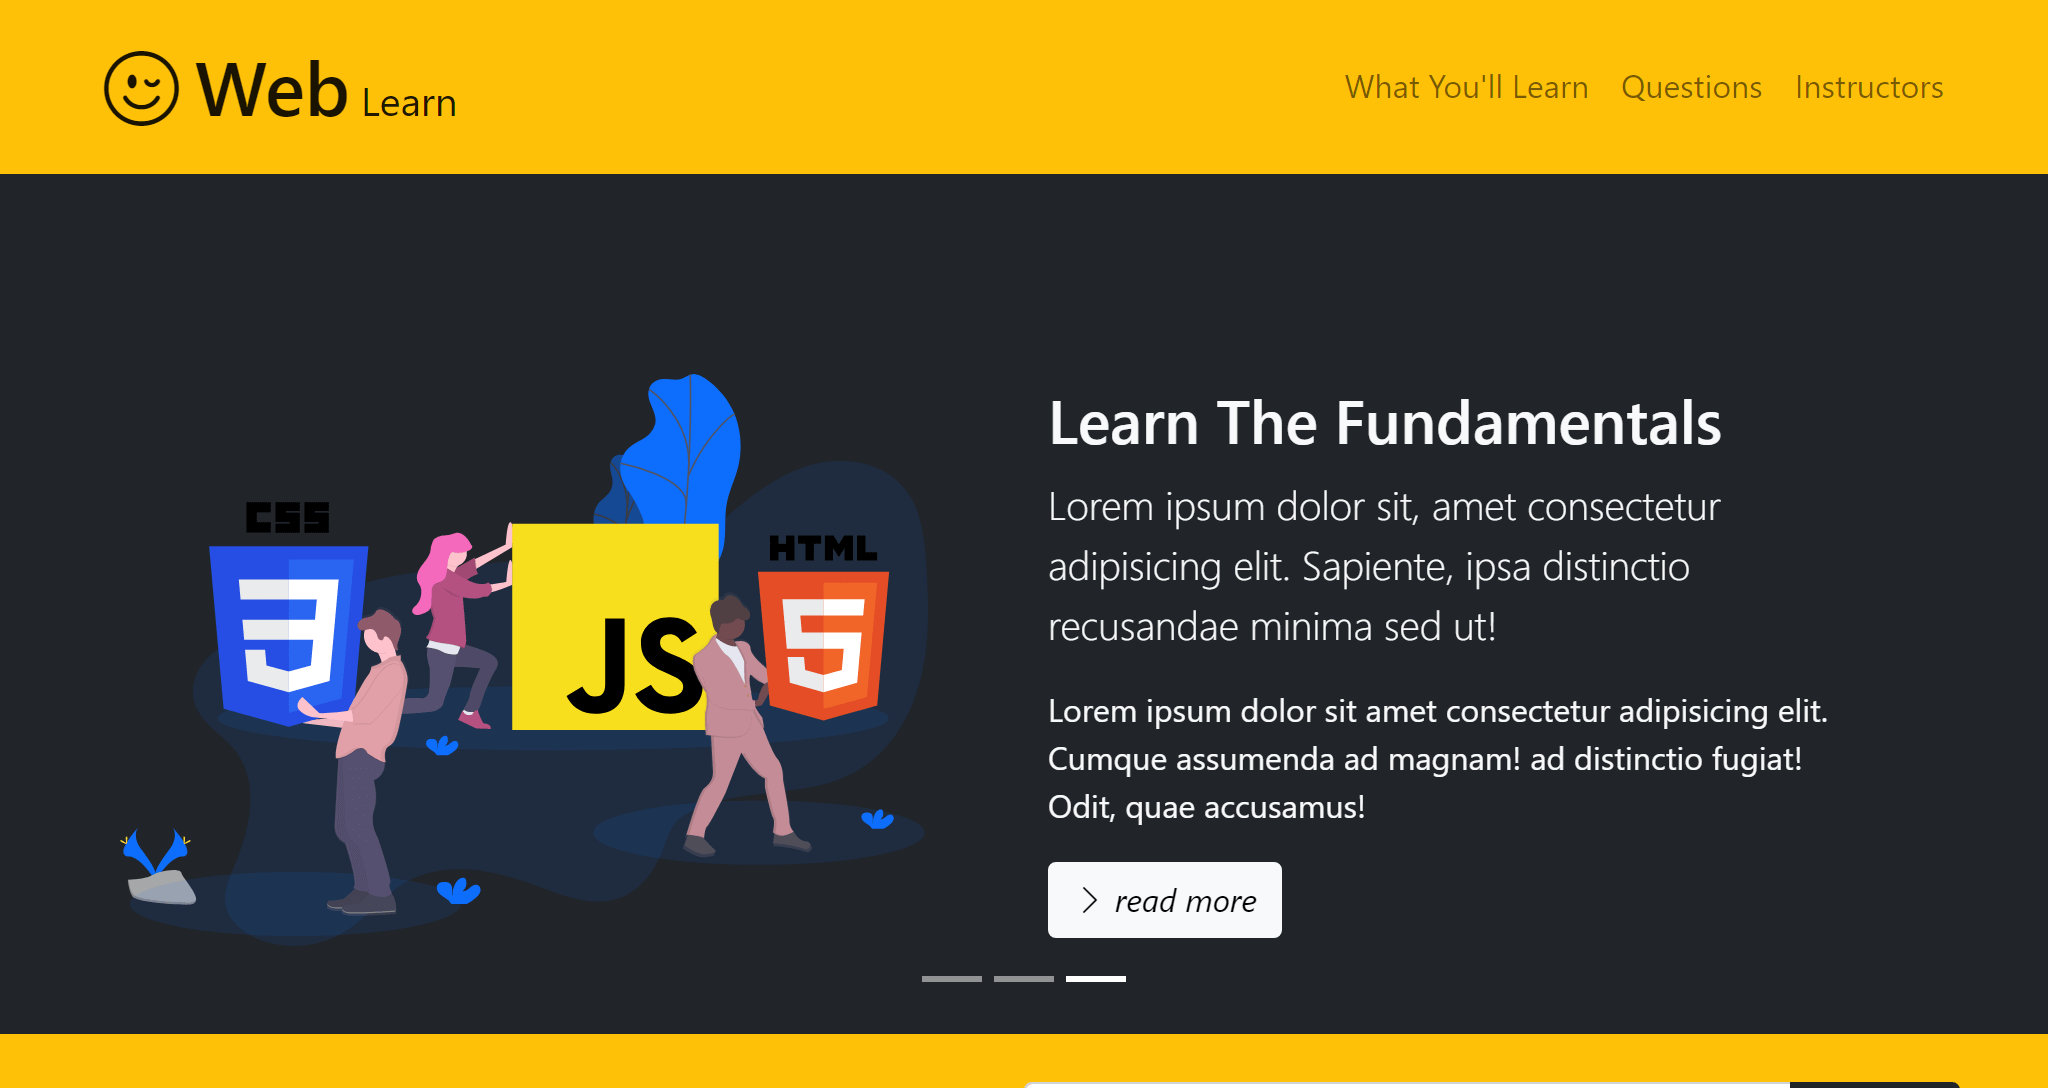 Web Learn
What You'll Learn
Questions
Instructors
CSS
JS
HTML
Learn The Fundamentals
Lorem ipsum dolor sit, amet consectetur
adipisicing elit. Sapiente, ipsa distinctio
recusandae minima sed ut!
Lorem ipsum dolor sit amet consectetur adipisicing elit.
Cumque assumenda ad magnam! ad distinctio fugiat!
Odit, quae accusamus!
read more